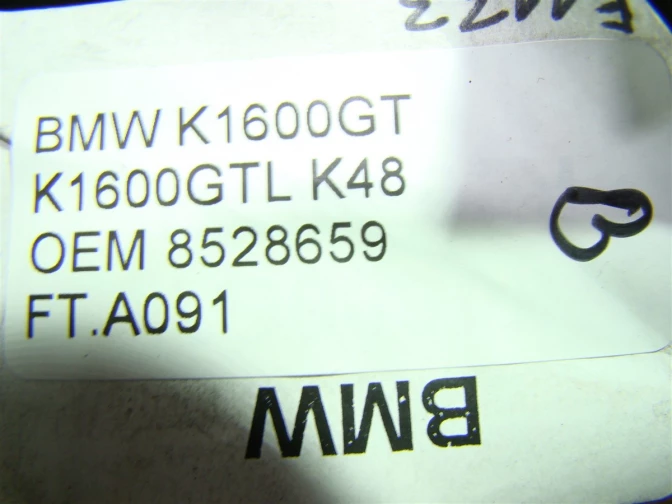 BMW K1600GT
K1600GTL K48
OEM 8528659
FT.A091
BMW